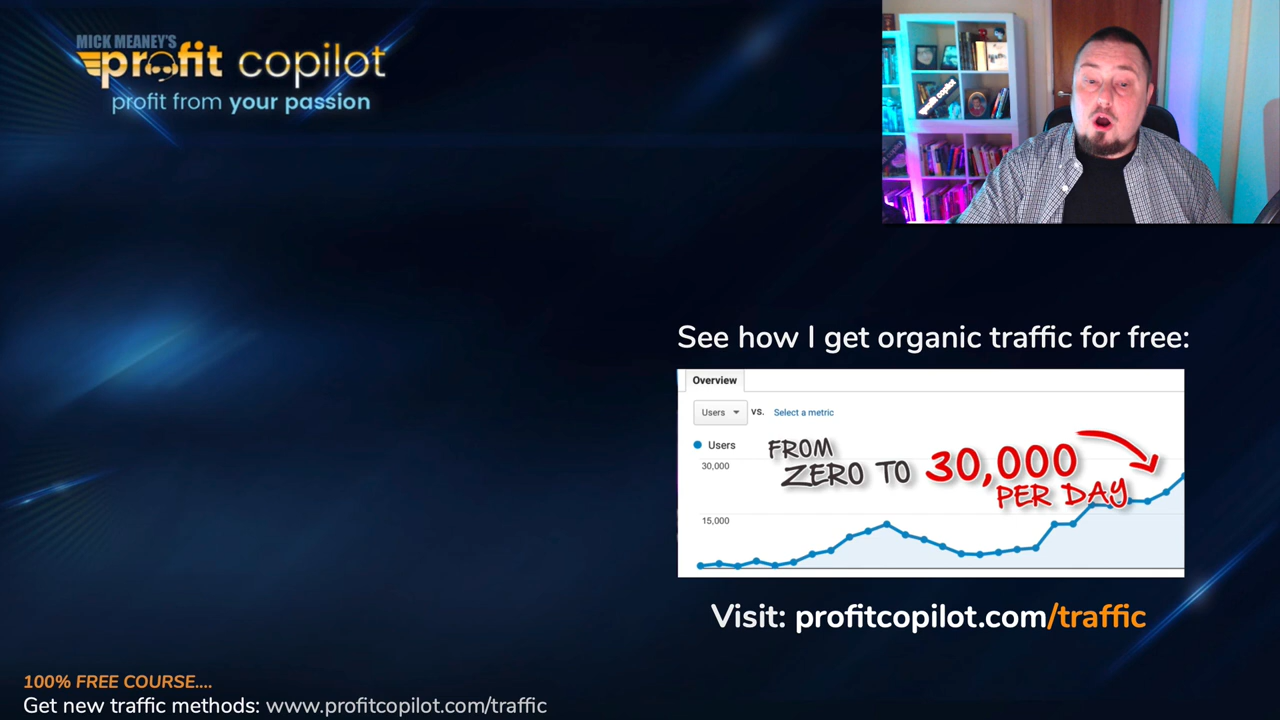 MICK MEANEY'S
profit copilot
profit from your passion
profit copilot
See how I get organic traffic for free:
Overview
Users vs. Select a metric
Users
30,000
15,000
FROM
ZERO TO 30,000
PER DAY
Visit: profitcopilot.com/traffic
100% FREE COURSE....
Get new traffic methods: www.profitcopilot.com/traffic